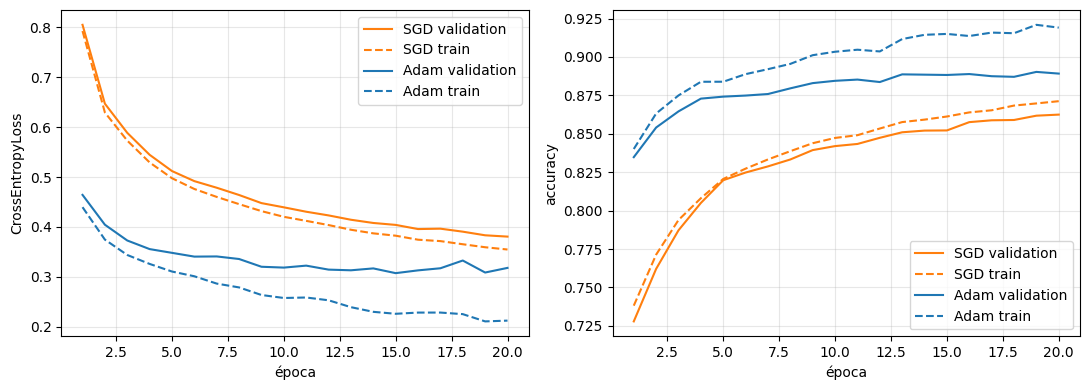 0.8
0.7
0.6
0.5
0.4
0.3
0.2
CrossEntropyLoss
2.5 5.0 7.5 10.0 12.5 15.0 17.5 20.0
época
SGD validation
SGD train
Adam validation
Adam train
0.925
0.900
0.875
0.850
0.825
0.800
0.775
0.750
0.725
accuracy
2.5 5.0 7.5 10.0 12.5 15.0 17.5 20.0
época
SGD validation
SGD train
Adam validation
Adam train